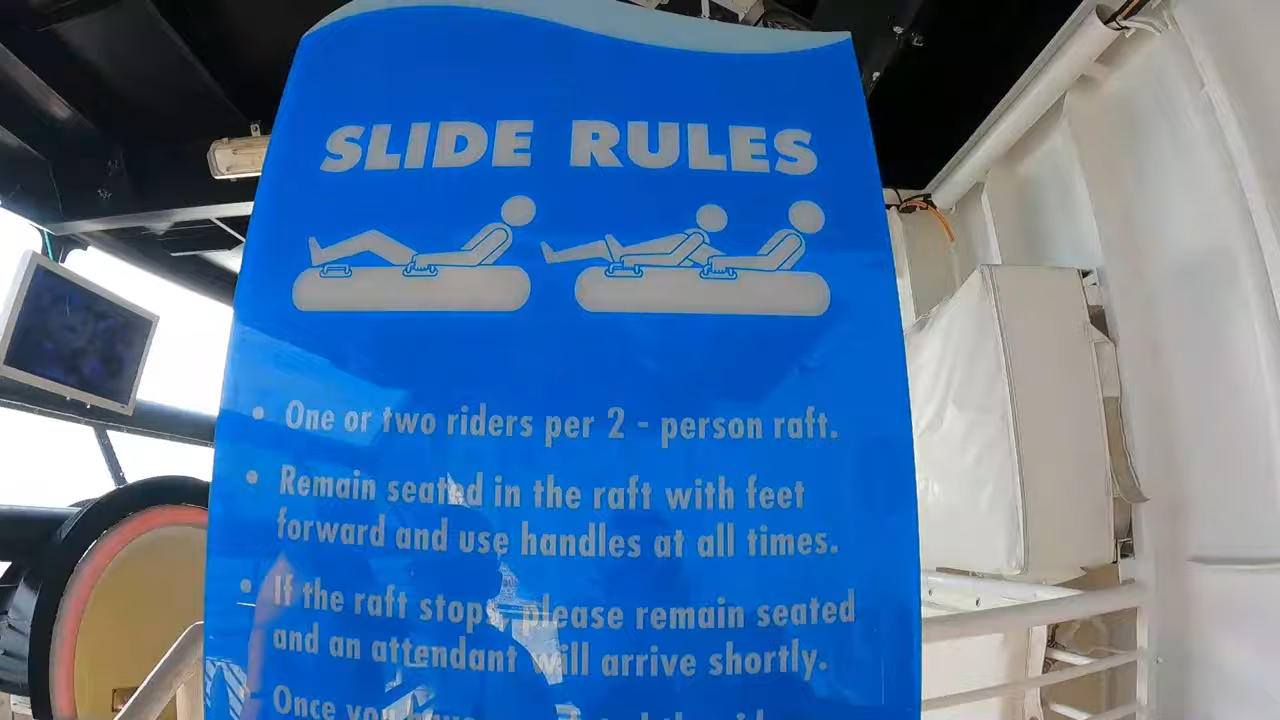 SLIDE RULES
• One or two riders per 2 - person raft.
• Remain seated in the raft with feet
forward and use handles at all times.
• If the raft stops, please remain seated
and an attendant will arrive shortly.
Once you